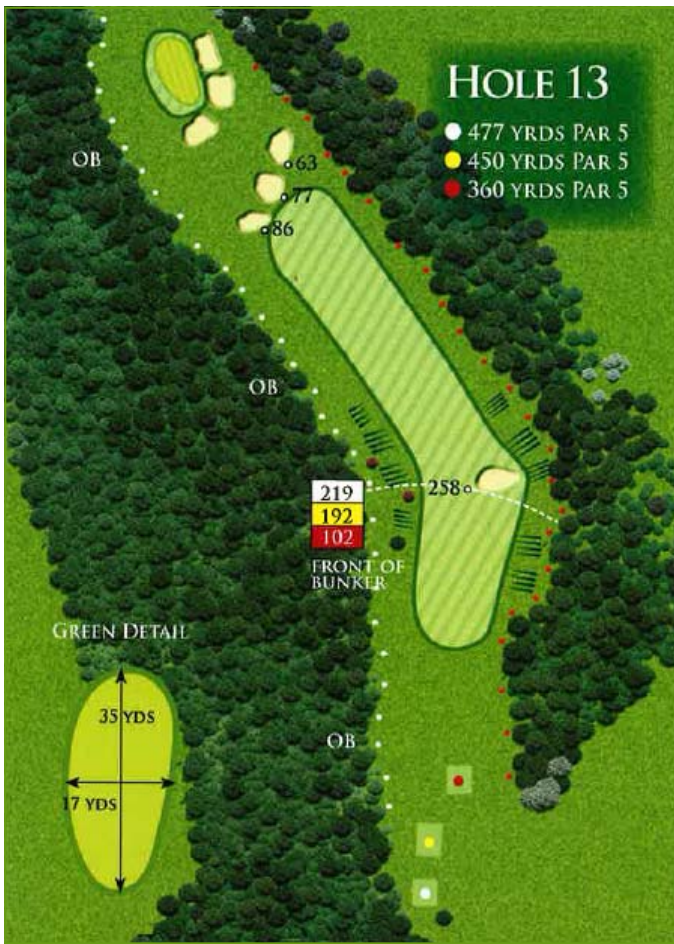 HOLE 13
477 YRDS PAR 5
450 YRDS PAR 5
360 YRDS PAR 5
OB
63
77
86
OB
258
219
192
102
FRONT OF
BUNKER
GREEN DETAIL
35 YDS
17 YDS
OB